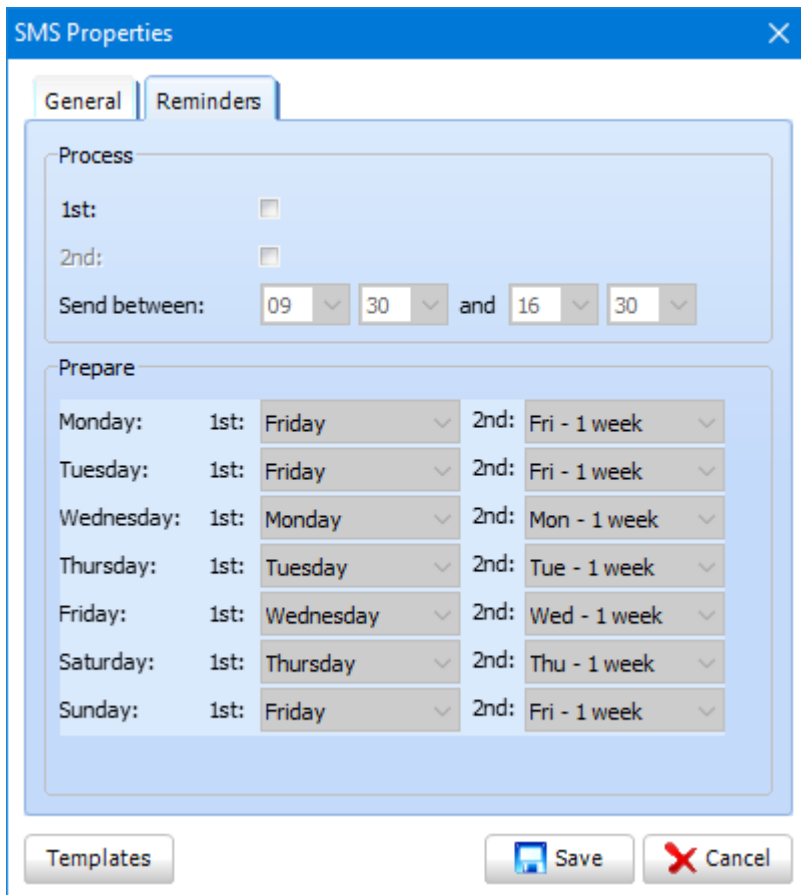 SMS Properties
General Reminders
Process
1st:
2nd:
Send between: 09 30 and 16 30
Prepare
Monday: 1st: Friday 2nd: Fri - 1 week
Tuesday: 1st: Friday 2nd: Fri - 1 week
Wednesday: 1st: Monday 2nd: Mon - 1 week
Thursday: 1st: Tuesday 2nd: Tue - 1 week
Friday: 1st: Wednesday 2nd: Wed - 1 week
Saturday: 1st: Thursday 2nd: Thu - 1 week
Sunday: 1st: Friday 2nd: Fri - 1 week
Templates Save Cancel